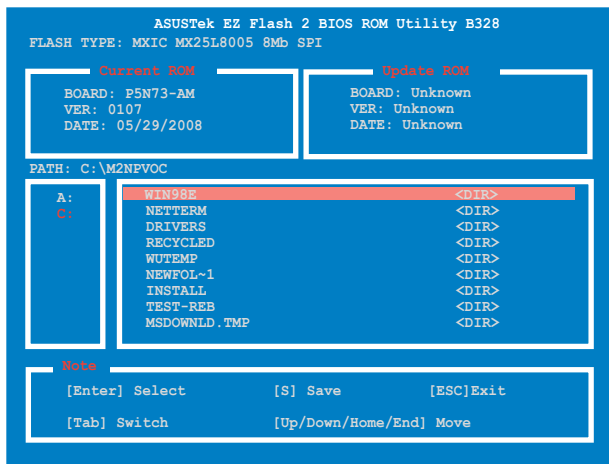 ASUSTek EZ Flash 2 BIOS ROM Utility B328
FLASH TYPE: MXIC MX25L8005 8Mb SPI
Current ROM
BOARD: P5N73-AM
VER: 0107
DATE: 05/29/2008
Update ROM
BOARD: Unknown
VER: Unknown
DATE: Unknown
PATH: C:\M2NPVOC
A:
C:
WIN98E <DIR>
NETTERM <DIR>
DRIVERS <DIR>
RECYCLED <DIR>
WUTEMP <DIR>
NEWFOL~1 <DIR>
INSTALL <DIR>
TEST-REB <DIR>
MSDOWNLD.TMP <DIR>
Note
[Enter] Select [S] Save [ESC]Exit
[Tab] Switch [Up/Down/Home/End] Move